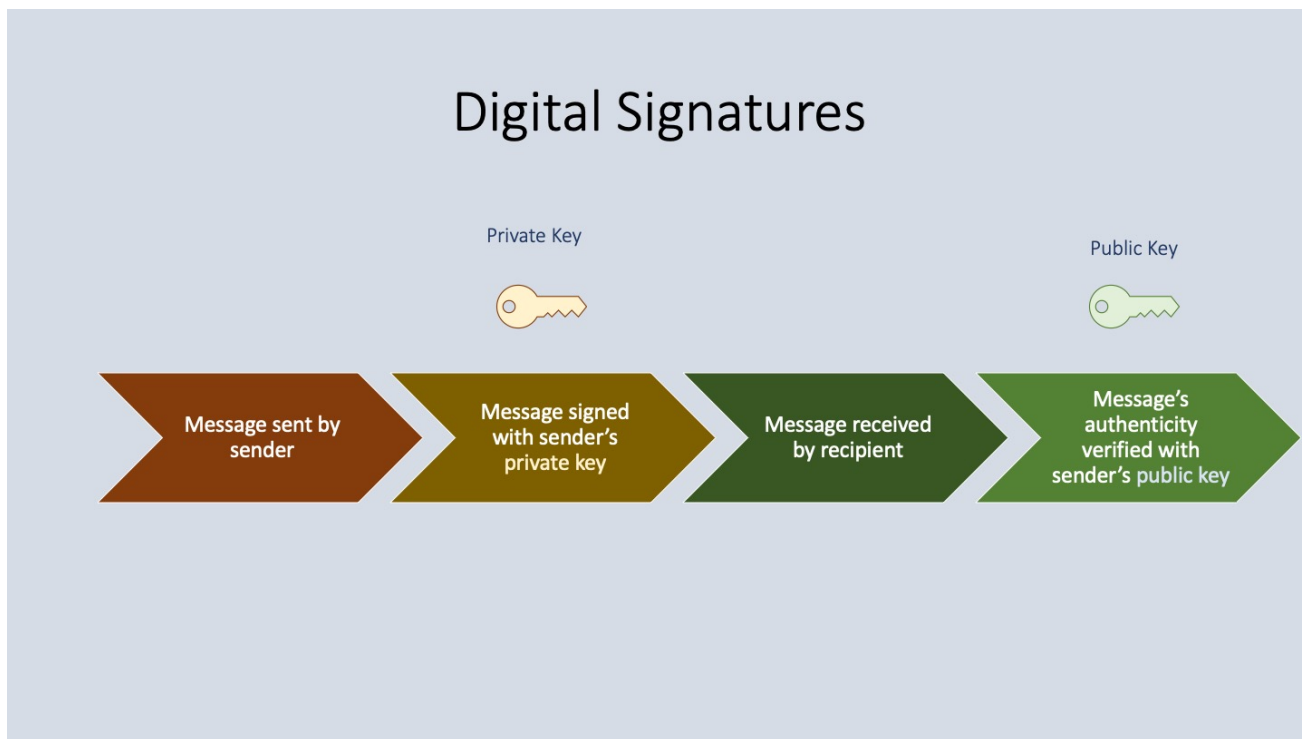 Digital Signatures
Private Key
Public Key
Message sent by
sender
Message signed
with sender’s
private key
Message received
by recipient
Message’s
authenticity
verified with
sender’s public key